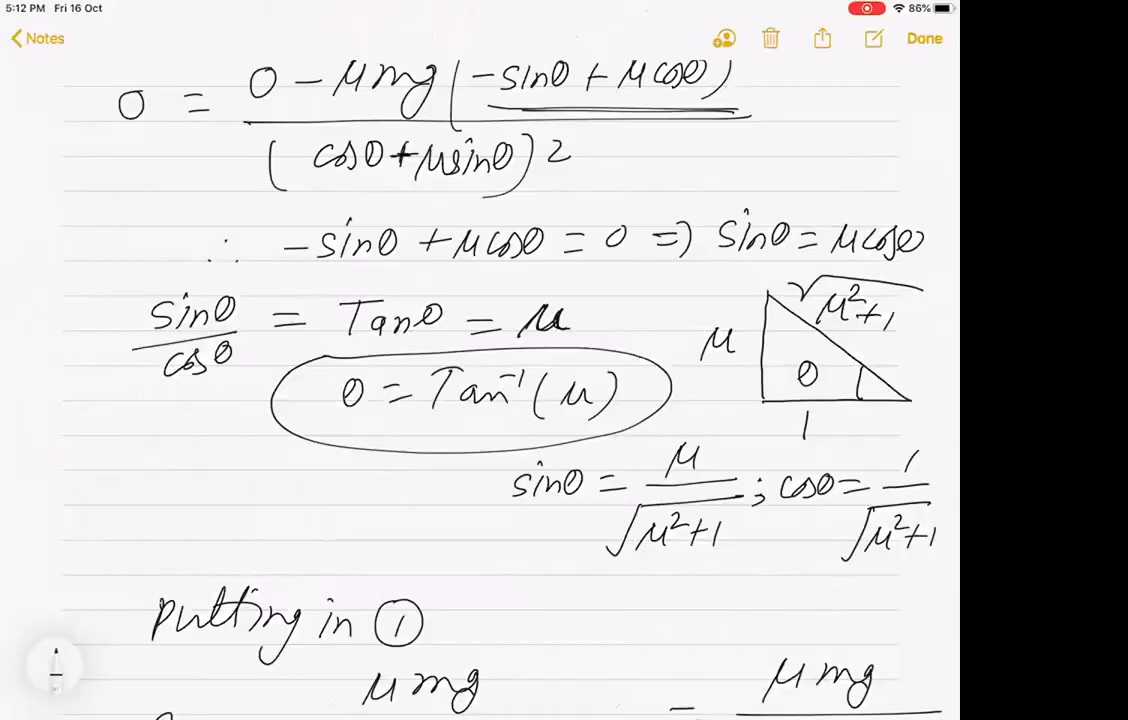 5:12 PM Fri 16 Oct 86%
Notes Done
0 = (0 - μmg(-sinθ + μcosθ)) / (cosθ + μsinθ)2
∴ -sinθ + μcosθ = 0 => sinθ = μcosθ
sinθ/cosθ = Tanθ = μ
θ = Tan⁻¹(μ)
μ √μ²+1
θ
1
sinθ = μ/√μ²+1 ; cosθ = 1/√μ²+1
Putting in ①
μmg = μmg